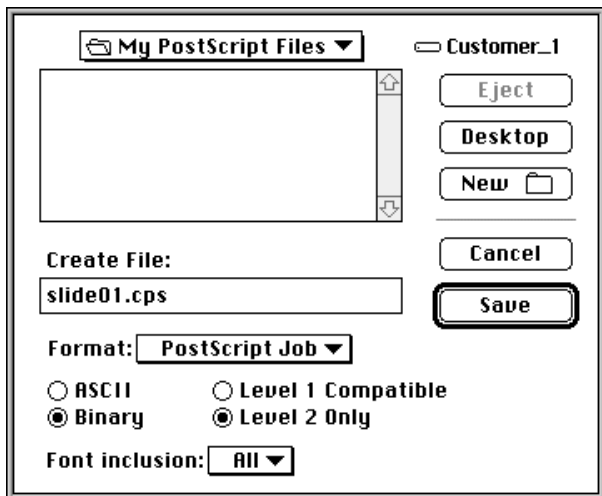 My PostScript Files
Customer_1
Eject
Desktop
New
Create File:
Cancel
slide01.cps
Save
Format: PostScript Job
ASCII Level 1 Compatible
Binary Level 2 Only
Font inclusion: All